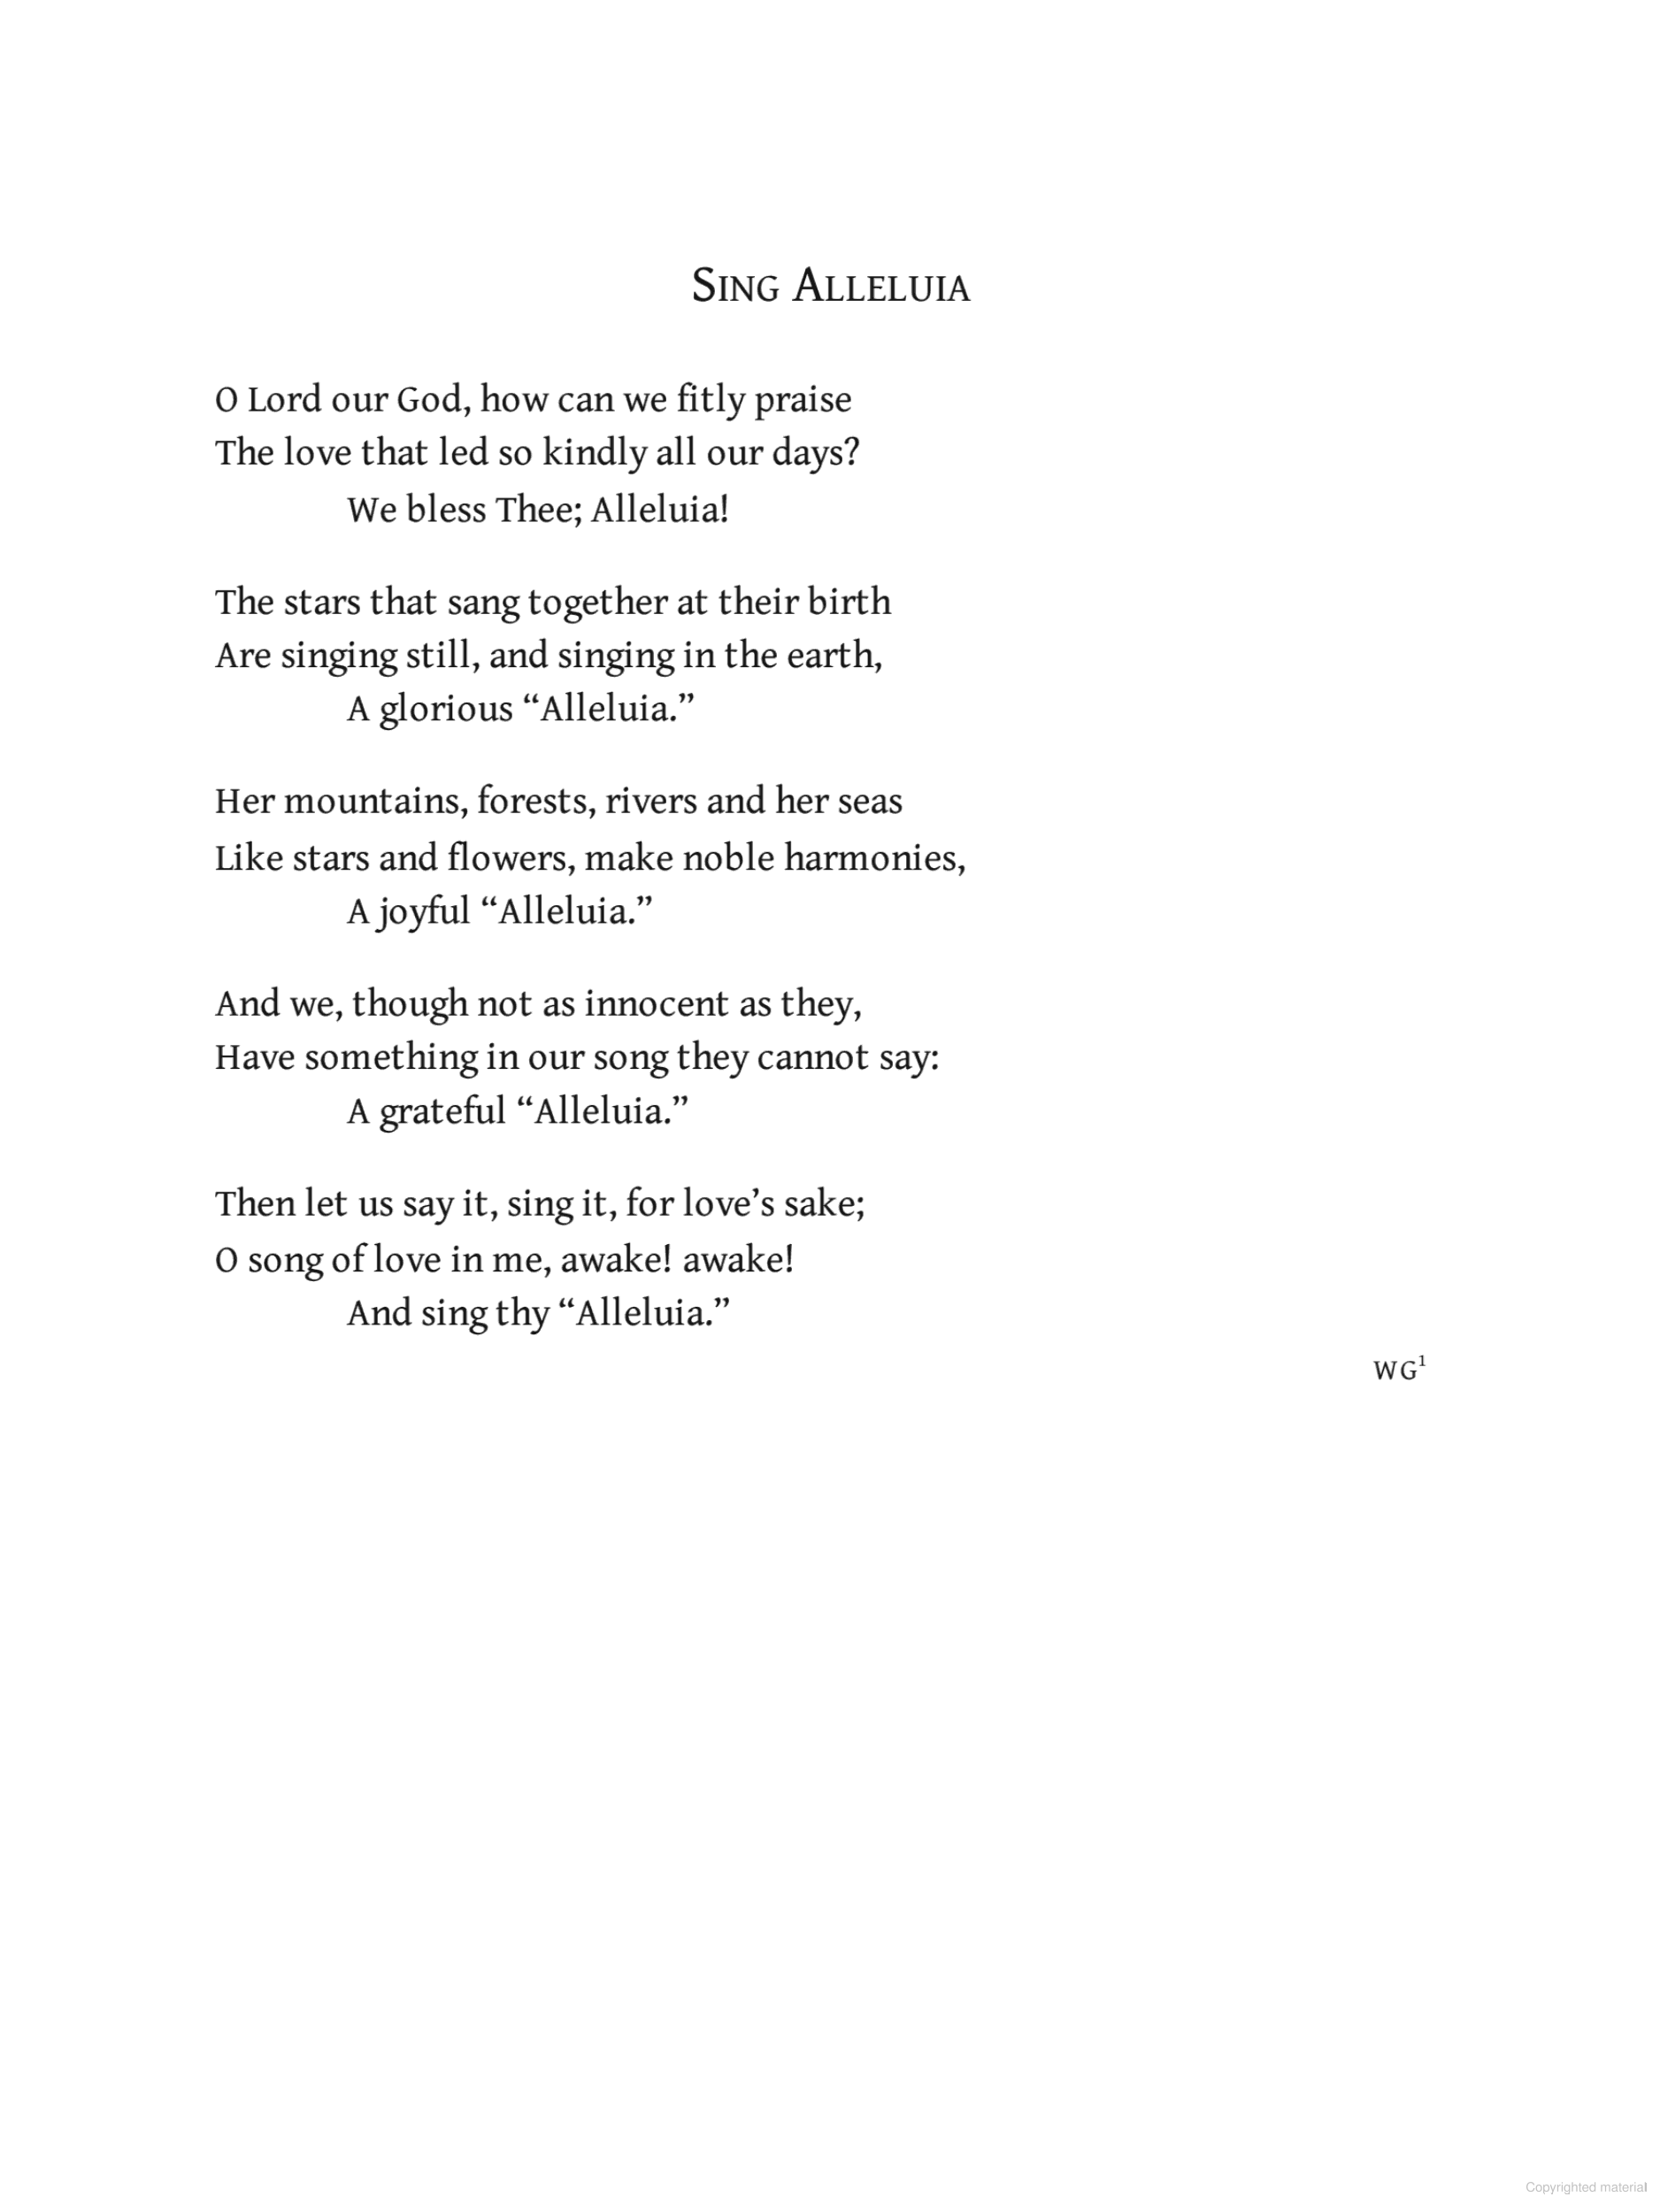 Sing Alleluia
O Lord our God, how can we fitly praise
The love that led so kindly all our days?
We bless Thee; Alleluia!
The stars that sang together at their birth
Are singing still, and singing in the earth,
A glorious “Alleluia.”
Her mountains, forests, rivers and her seas
Like stars and flowers, make noble harmonies,
A joyful “Alleluia.”
And we, though not as innocent as they,
Have something in our song they cannot say:
A grateful “Alleluia.”
Then let us say it, sing it, for love’s sake;
O song of love in me, awake! awake!
And sing thy “Alleluia.”
WG¹
Copyrighted material